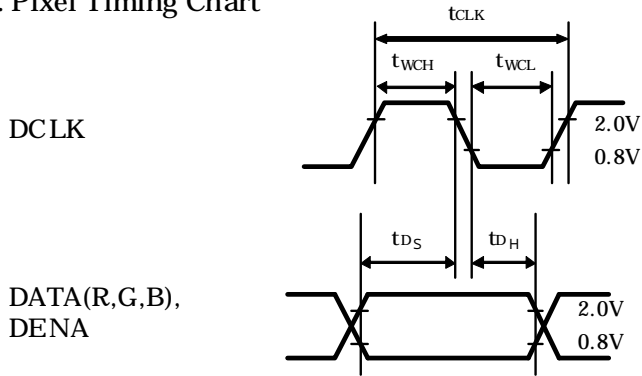 . Pixel Timing Chart
tCLK
tWCH
tWCL
DCLK
2.0V
0.8V
tDS
tDH
DATA(R,G,B),
DENA
2.0V
0.8V